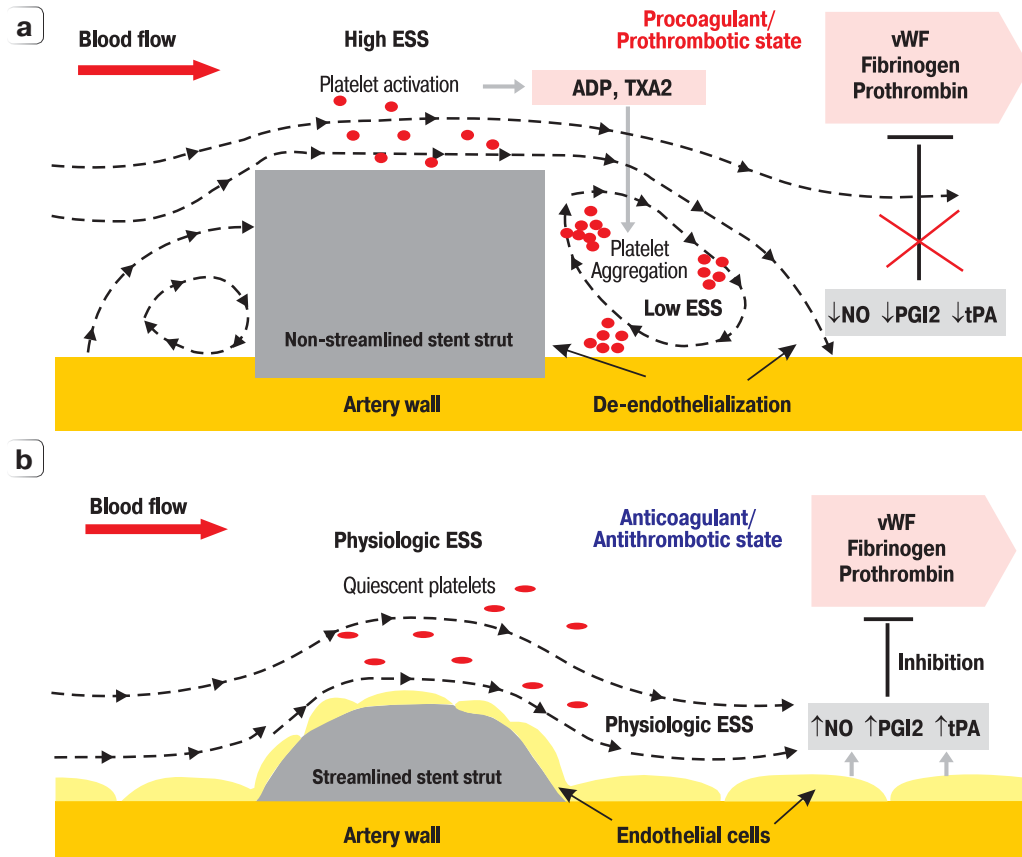 a
Blood flow
High ESS
Procoagulant/
Prothrombotic state
vWF
Fibrinogen
Prothrombin
Platelet activation
ADP, TXA2
Platelet
Aggregation
Low ESS
↓NO ↓PGI2 ↓tPA
Non-streamlined stent strut
Artery wall
De-endothelialization
b
Blood flow
Physiologic ESS
Anticoagulant/
Antithrombotic state
vWF
Fibrinogen
Prothrombin
Quiescent platelets
Inhibition
Physiologic ESS
↑NO ↑PGI2 ↑tPA
Streamlined stent strut
Artery wall
Endothelial cells